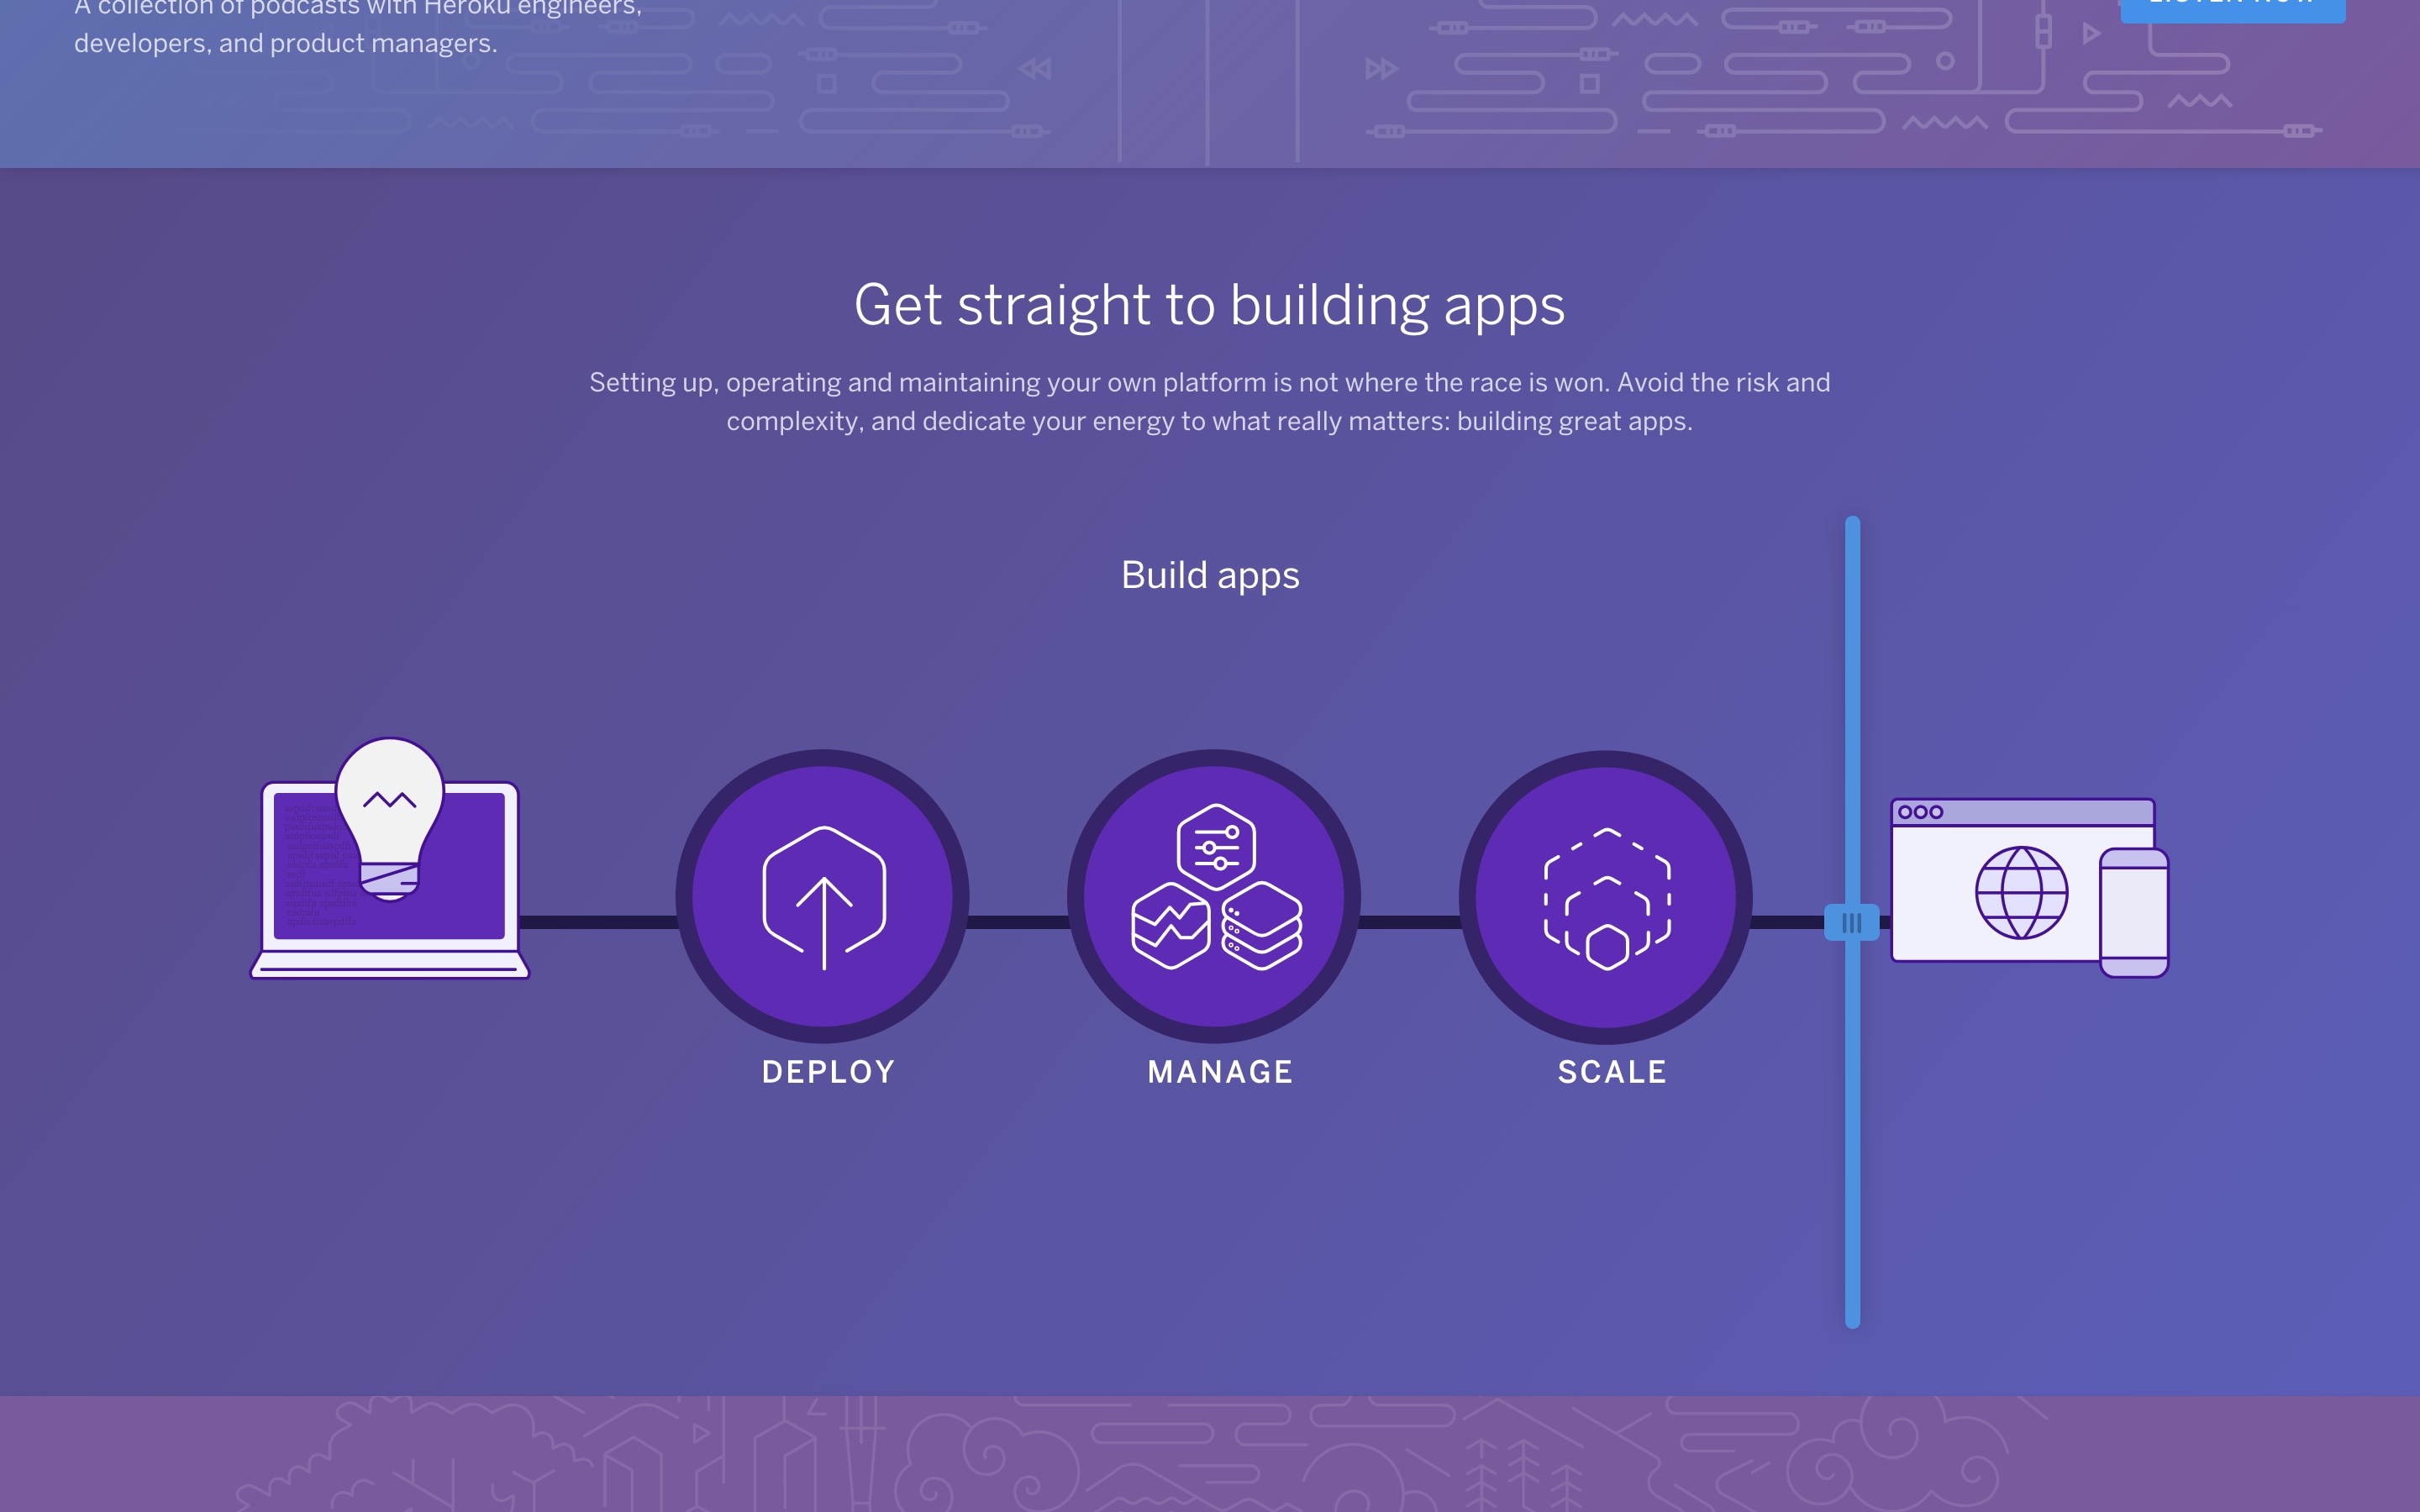 A collection of podcasts with Heroku engineers,
developers, and product managers.
LISTEN NOW
Get straight to building apps
Setting up, operating and maintaining your own platform is not where the race is won. Avoid the risk and
complexity, and dedicate your energy to what really matters: building great apps.
Build apps
DEPLOY
MANAGE
SCALE